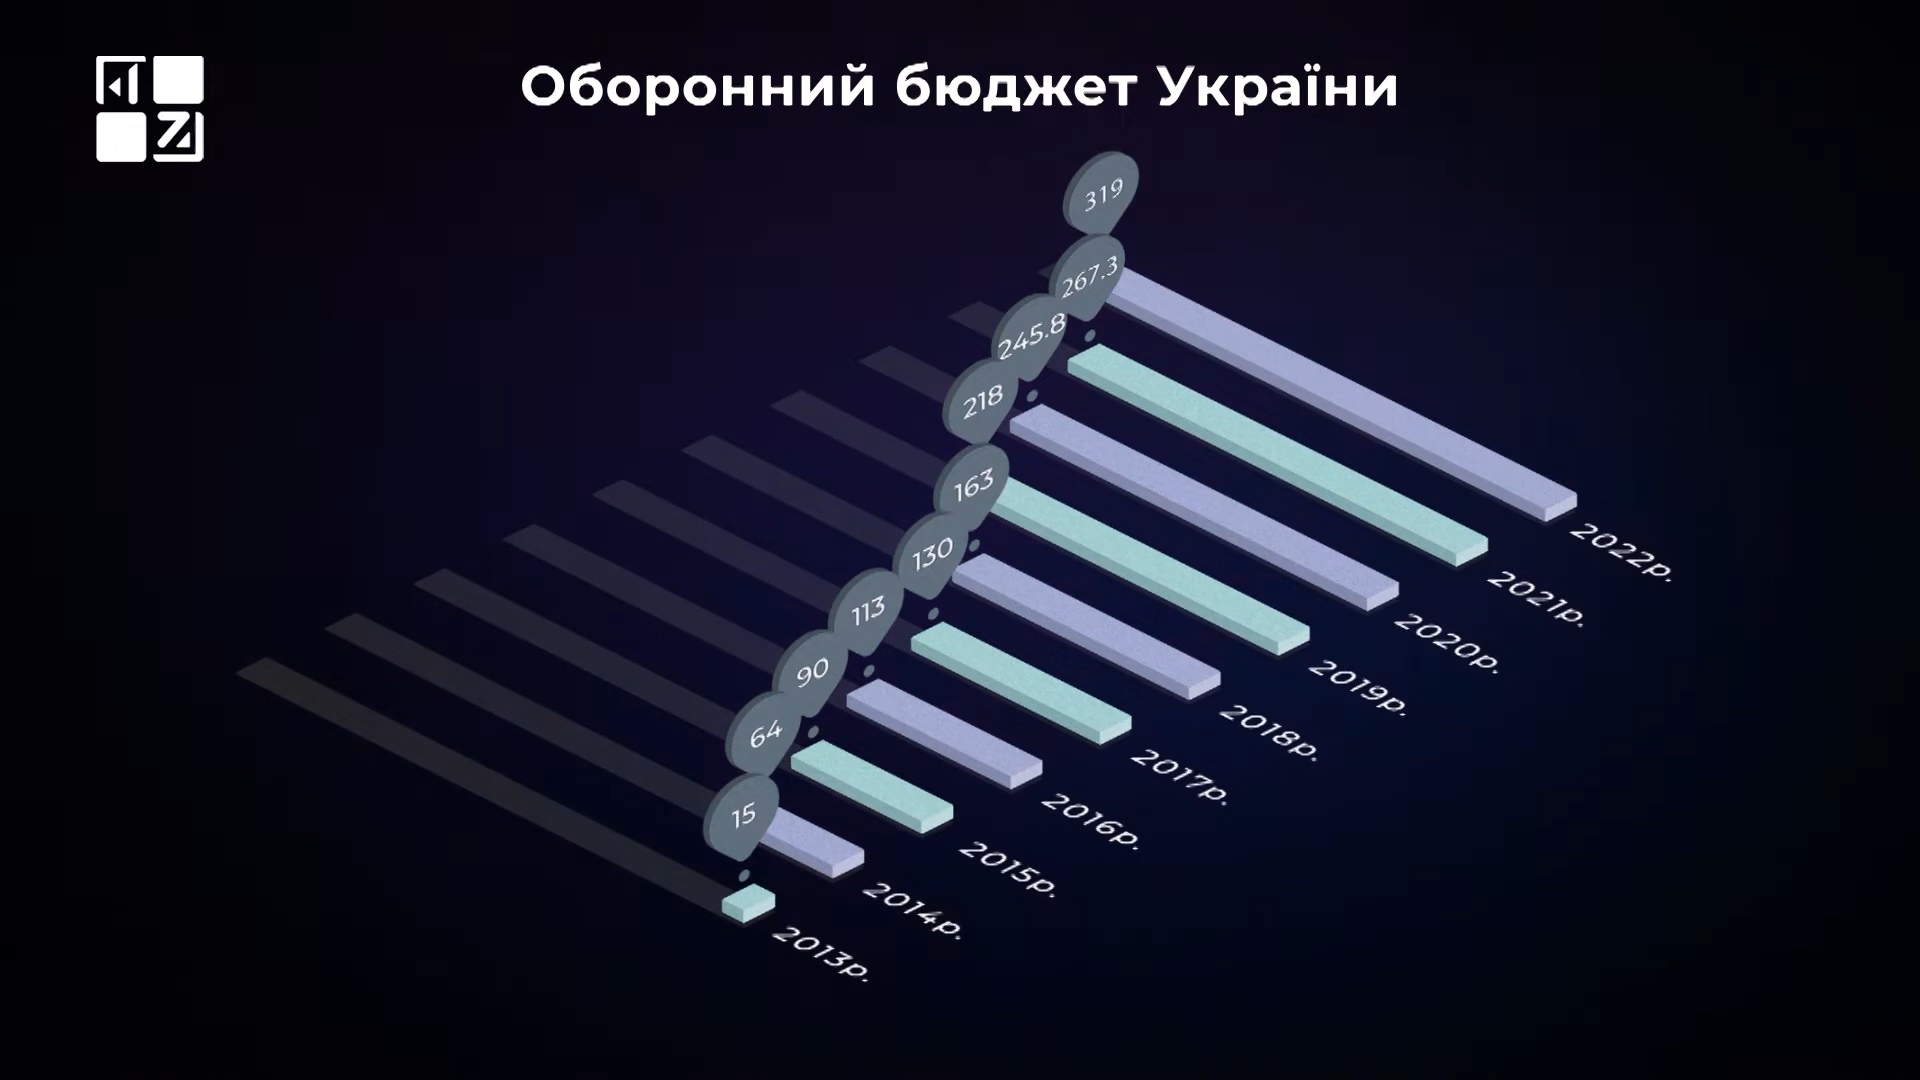 Оборонний бюджет України
319
267.3
245.8
218
163
130
113
90
64
15
2022р.
2021р.
2020р.
2019р.
2018р.
2017р.
2016р.
2015р.
2014р.
2013р.